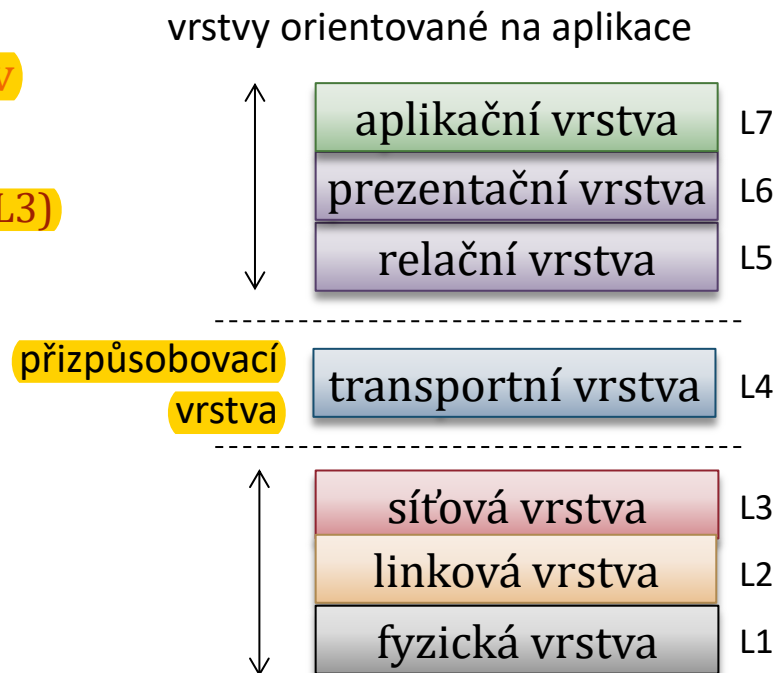 vrstvy orientované na aplikace
v
aplikační vrstva L7
L3)
prezentační vrstva L6
relační vrstva L5
přizpůsobovací
vrstva
transportní vrstva L4
síťová vrstva L3
linková vrstva L2
fyzická vrstva L1